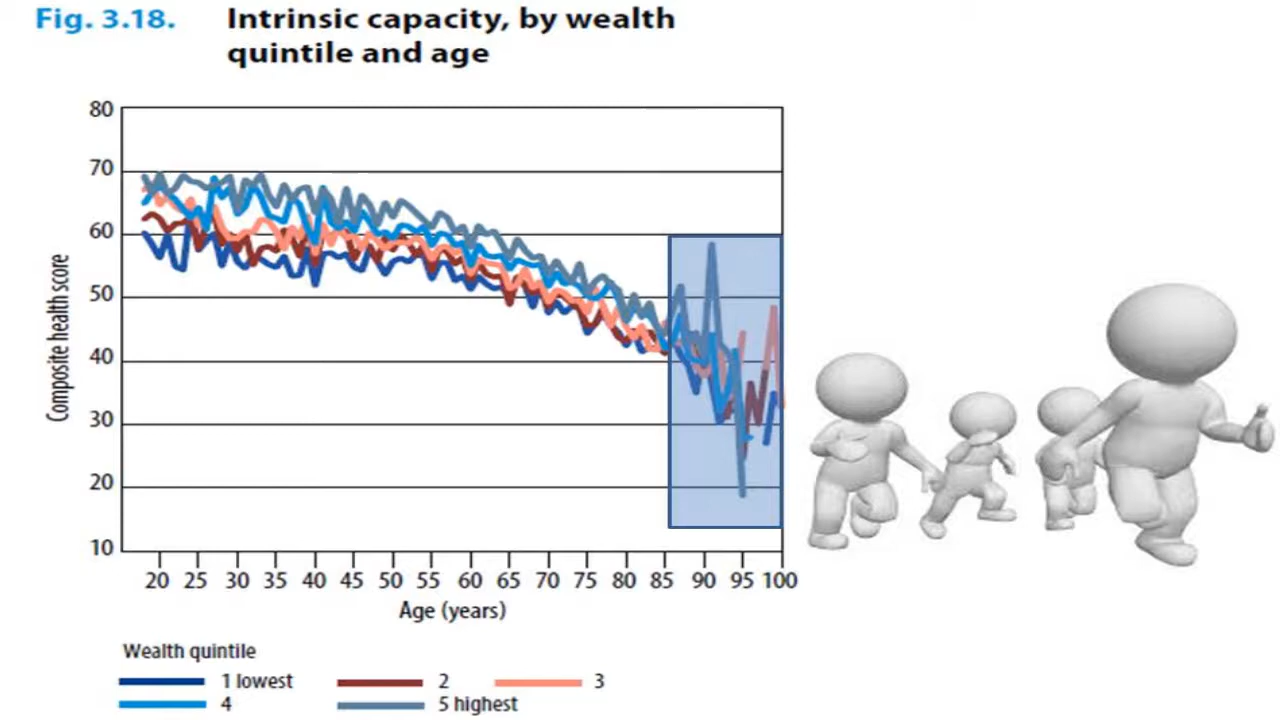 Fig. 3.18. Intrinsic capacity, by wealth
quintile and age
80
70
60
50
40
30
20
10
Composite health score
20 25 30 35 40 45 50 55 60 65 70 75 80 85 90 95 100
Age (years)
Wealth quintile
1 lowest 2 3
4 5 highest